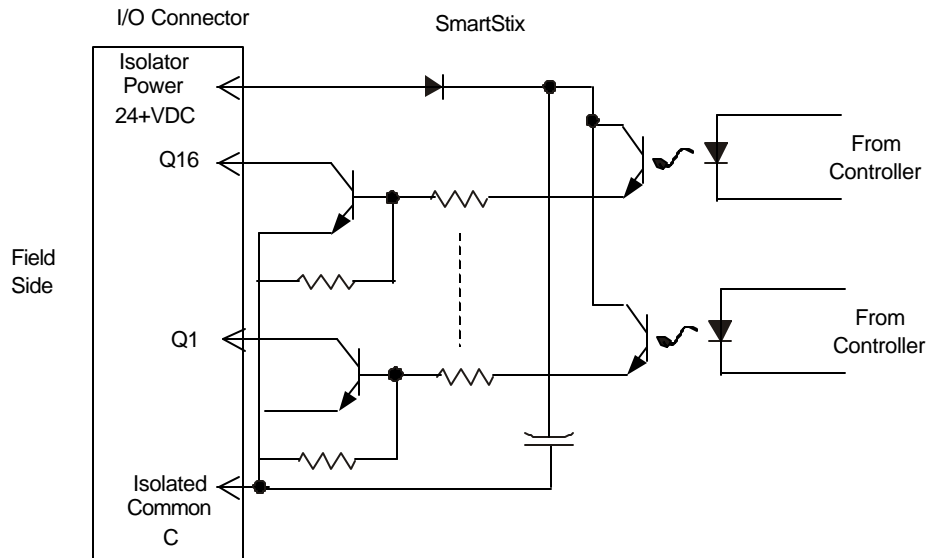 I/O Connector
SmartStix
Isolator
Power
24+VDC
Q16
From
Controller
Field
Side
Q1
From
Controller
Isolated
Common
C